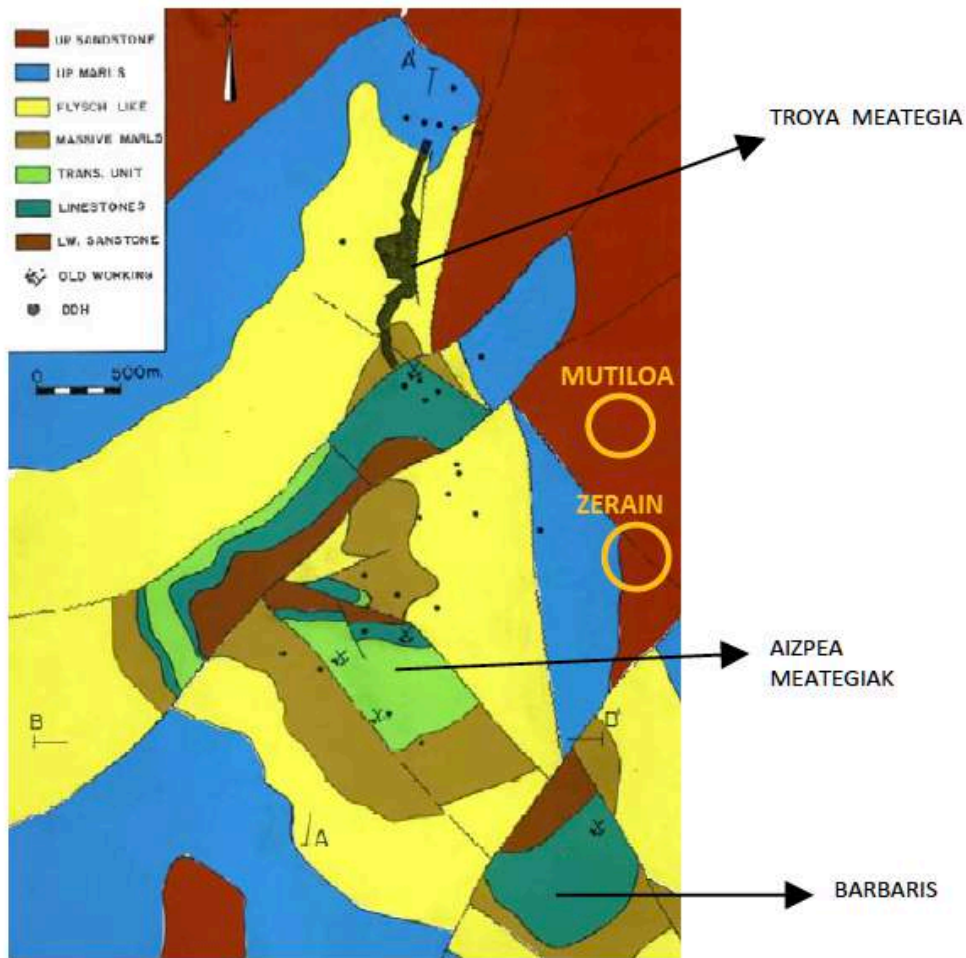 UP SANDSTONE
UP MARLS
FLYSCH LIKE
MASSIVE MARLS
TRANS. UNIT
LINESTONES
LW. SANSTONE
OLD WORKING
DDH
0 500m.
A'
TROYA MEATEGIA
MUTILOA
ZERAIN
AIZPEA
MEATEGIAK
B
D'
A
BARBARIS